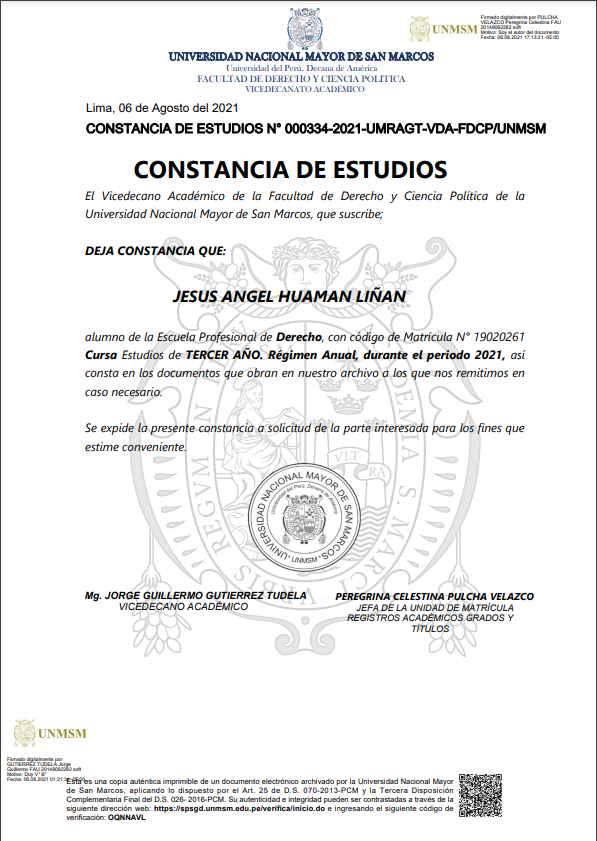 UNMSM
Firmado digitalmente por PULCHA
VELAZCO Peregrina Celestina FAU
20148092282 soft
Motivo: Soy el autor del documento
Fecha: 06.08.2021 17:13:21 -05:00
UNIVERSIDAD NACIONAL MAYOR DE SAN MARCOS
Universidad del Perú. Decana de América
FACULTAD DE DERECHO Y CIENCIA POLITICA
VICEDECANATO ACADÉMICO
Lima, 06 de Agosto del 2021
CONSTANCIA DE ESTUDIOS N° 000334-2021-UMRAGT-VDA-FDCP/UNMSM
CONSTANCIA DE ESTUDIOS
El Vicedecano Académico de la Facultad de Derecho y Ciencia Política de la
Universidad Nacional Mayor de San Marcos, que suscribe;
DEJA CONSTANCIA QUE:
JESUS ANGEL HUAMAN LIÑAN
alumno de la Escuela Profesional de Derecho, con código de Matrícula N° 19020261
Cursa Estudios de TERCER AÑO. Régimen Anual, durante el periodo 2021, así
consta en los documentos que obran en nuestro archivo a los que nos remitimos en
caso necesario.
Se expide la presente constancia a solicitud de la parte interesada para los fines que
estime conveniente.
VLT
RA
UNIVERSIDAD NACIONAL MAYOR DE SAN MARCOS
Universidad del Perú. Decana de América
UNMSM
Mg. JORGE GUILLERMO GUTIERREZ TUDELA
VICEDECANO ACADÉMICO
PEREGRINA CELESTINA PULCHA VELAZCO
JEFA DE LA UNIDAD DE MATRÍCULA
REGISTROS ACADÉMICOS GRADOS Y
TÍTULOS
UNMSM
Firmado digitalmente por
GUTIERREZ TUDELA Jorge
Guillermo FAU 20148092282 soft
Motivo: Doy V° B°
Fecha: 06.08.2021
Esta es una copia auténtica imprimible de un documento electrónico archivado por la Universidad Nacional Mayor
de San Marcos, aplicando lo dispuesto por el Art. 25 de D.S. 070-2013-PCM y la Tercera Disposición
Complementaria Final del D.S. 026- 2016-PCM. Su autenticidad e integridad pueden ser contrastadas a través de la
siguiente dirección web: https://spsgd.unmsm.edu.pe/verifica/inicio.do e ingresando el siguiente código de
verificación: OQNNAVL